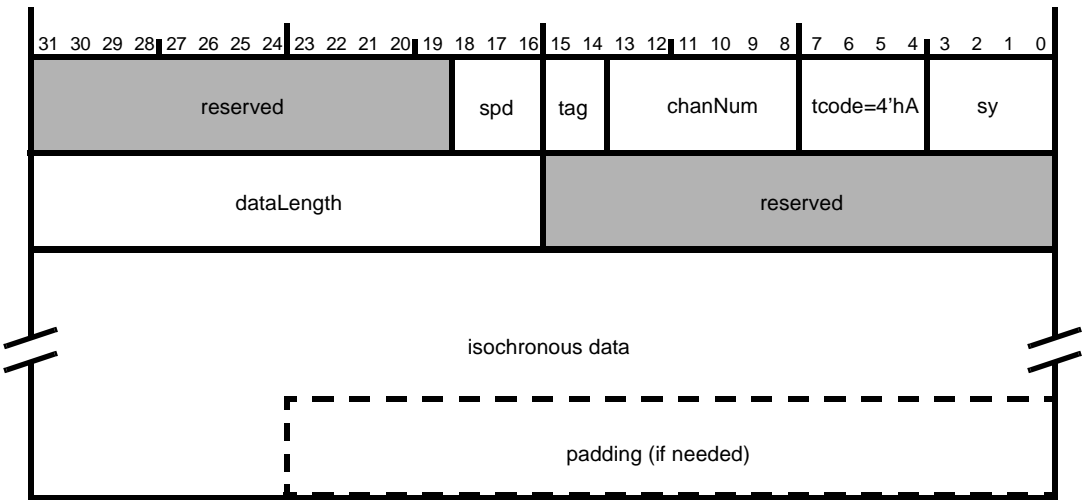 31 30 29 28 27 26 25 24 23 22 21 20 19 18 17 16 15 14 13 12 11 10 9 8 7 6 5 4 3 2 1 0
reserved spd tag chanNum tcode=4'hA sy
dataLength reserved
isochronous data
padding (if needed)